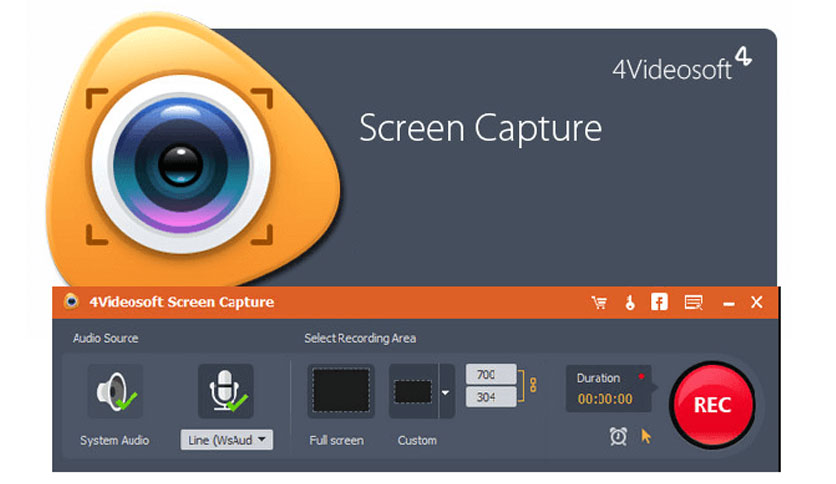 4Videosoft 4
Screen Capture
4Videosoft Screen Capture
f
Audio Source
Select Recording Area
700
304
Duration
00:00:00
REC
System Audio
Line (WsAud
Full screen
Custom